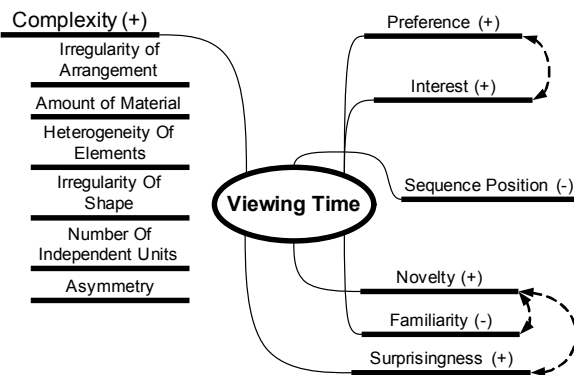 Complexity (+)
Irregularity of
Arrangement
Amount of Material
Heterogeneity Of
Elements
Irregularity Of
Shape
Number Of
Independent Units
Asymmetry
Viewing Time
Preference (+)
Interest (+)
Sequence Position (-)
Novelty (+)
Familiarity (-)
Surprisingness (+)